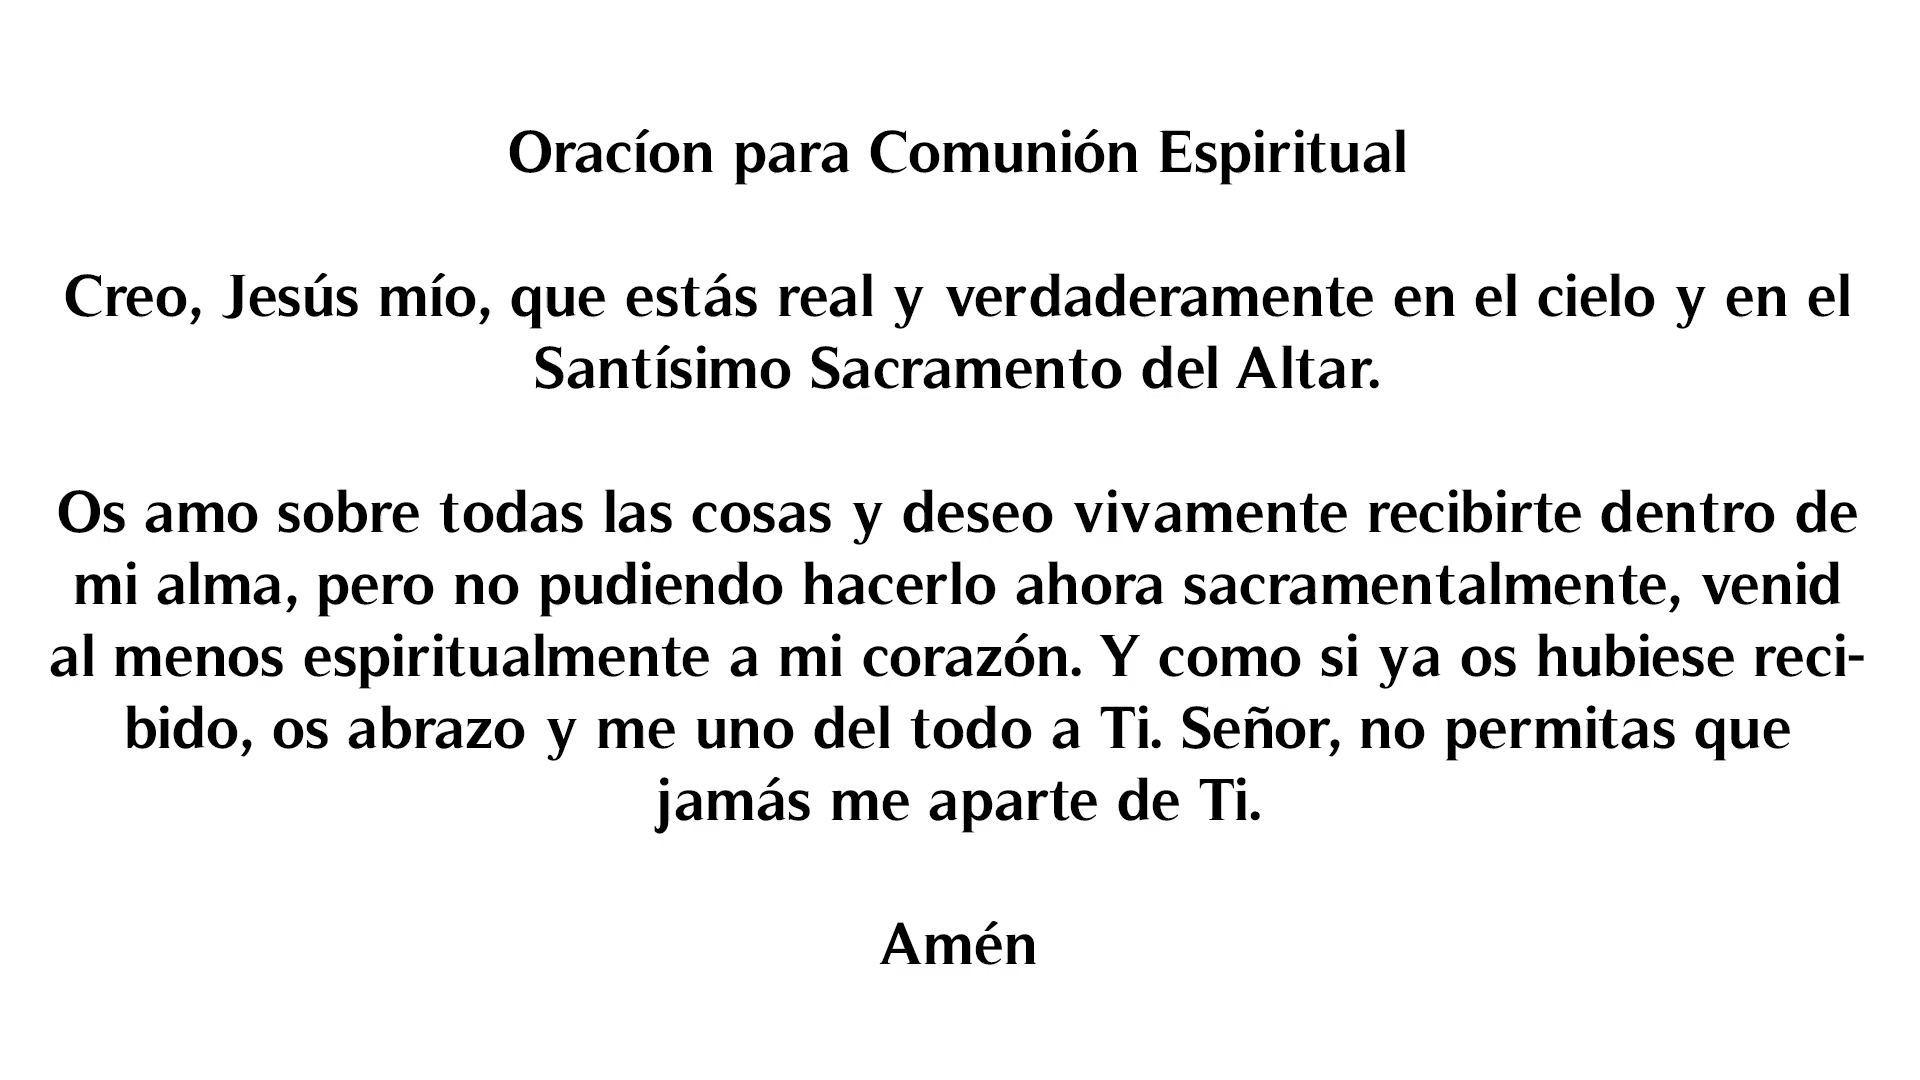 Oracíon para Comunión Espiritual
Creo, Jesús mío, que estás real y verdaderamente en el cielo y en el
Santísimo Sacramento del Altar.
Os amo sobre todas las cosas y deseo vivamente recibirte dentro de
mi alma, pero no pudiendo hacerlo ahora sacramentalmente, venid
al menos espiritualmente a mi corazón. Y como si ya os hubiese reci-
bido, os abrazo y me uno del todo a Ti. Señor, no permitas que
jamás me aparte de Ti.
Amén